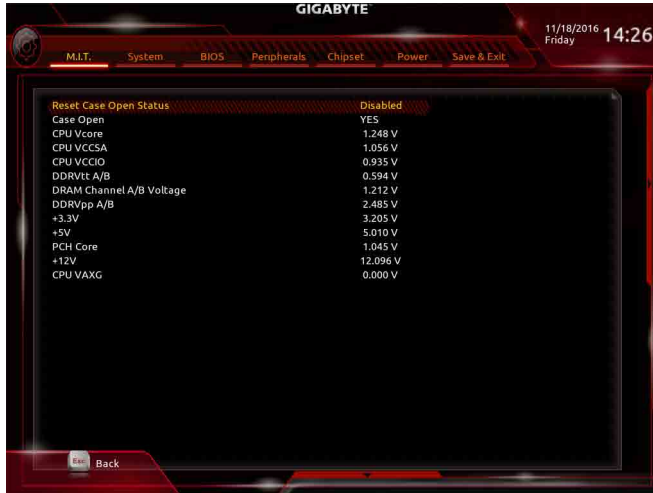 GIGABYTE
11/18/2016 14:26
Friday
M.I.T. System BIOS Peripherals Chipset Power Save & Exit
Reset Case Open Status Disabled
Case Open YES
CPU Vcore 1.248 V
CPU VCCSA 1.056 V
CPU VCCIO 0.935 V
DDRVtt A/B 0.594 V
DRAM Channel A/B Voltage 1.212 V
DDRVpp A/B 2.485 V
+3.3V 3.205 V
+5V 5.010 V
PCH Core 1.045 V
+12V 12.096 V
CPU VAXG 0.000 V
Esc Back